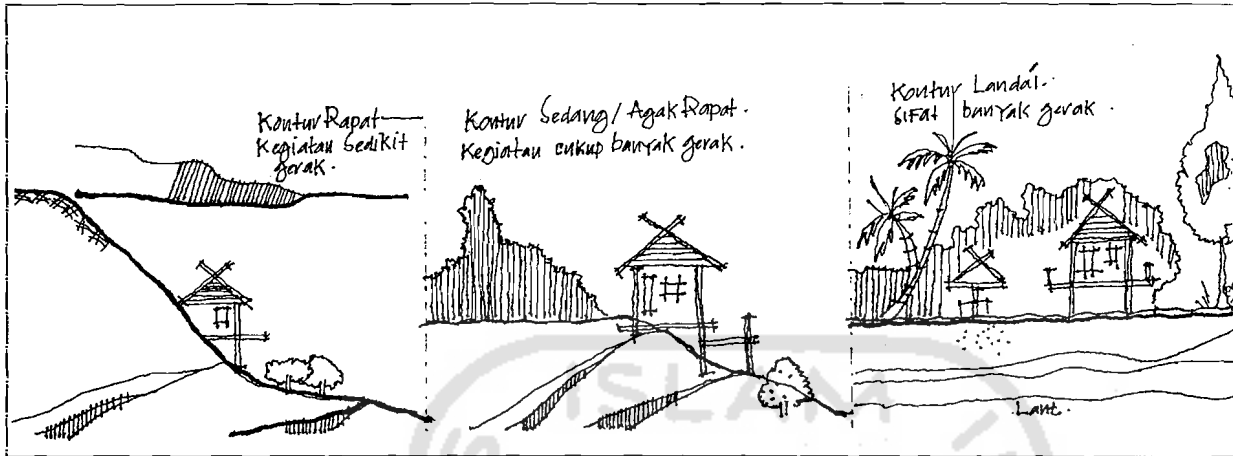 Kontur Rapat
Kegiatan Sedikit
gerak.
Kontur Sedang / Agak Rapat.
Kegiatan cukup banyak gerak.
Kontur Landai.
Sifat banyak gerak.
Laut.
ISLAM